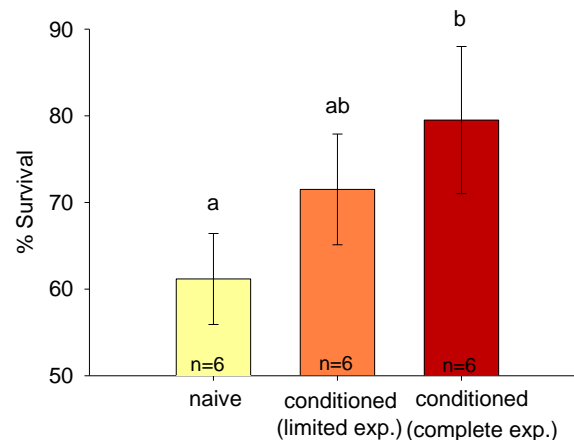 % Survival
90
80
70
60
50
a
ab
b
n=6
n=6
n=6
naive
conditioned
(limited exp.)
conditioned
(complete exp.)